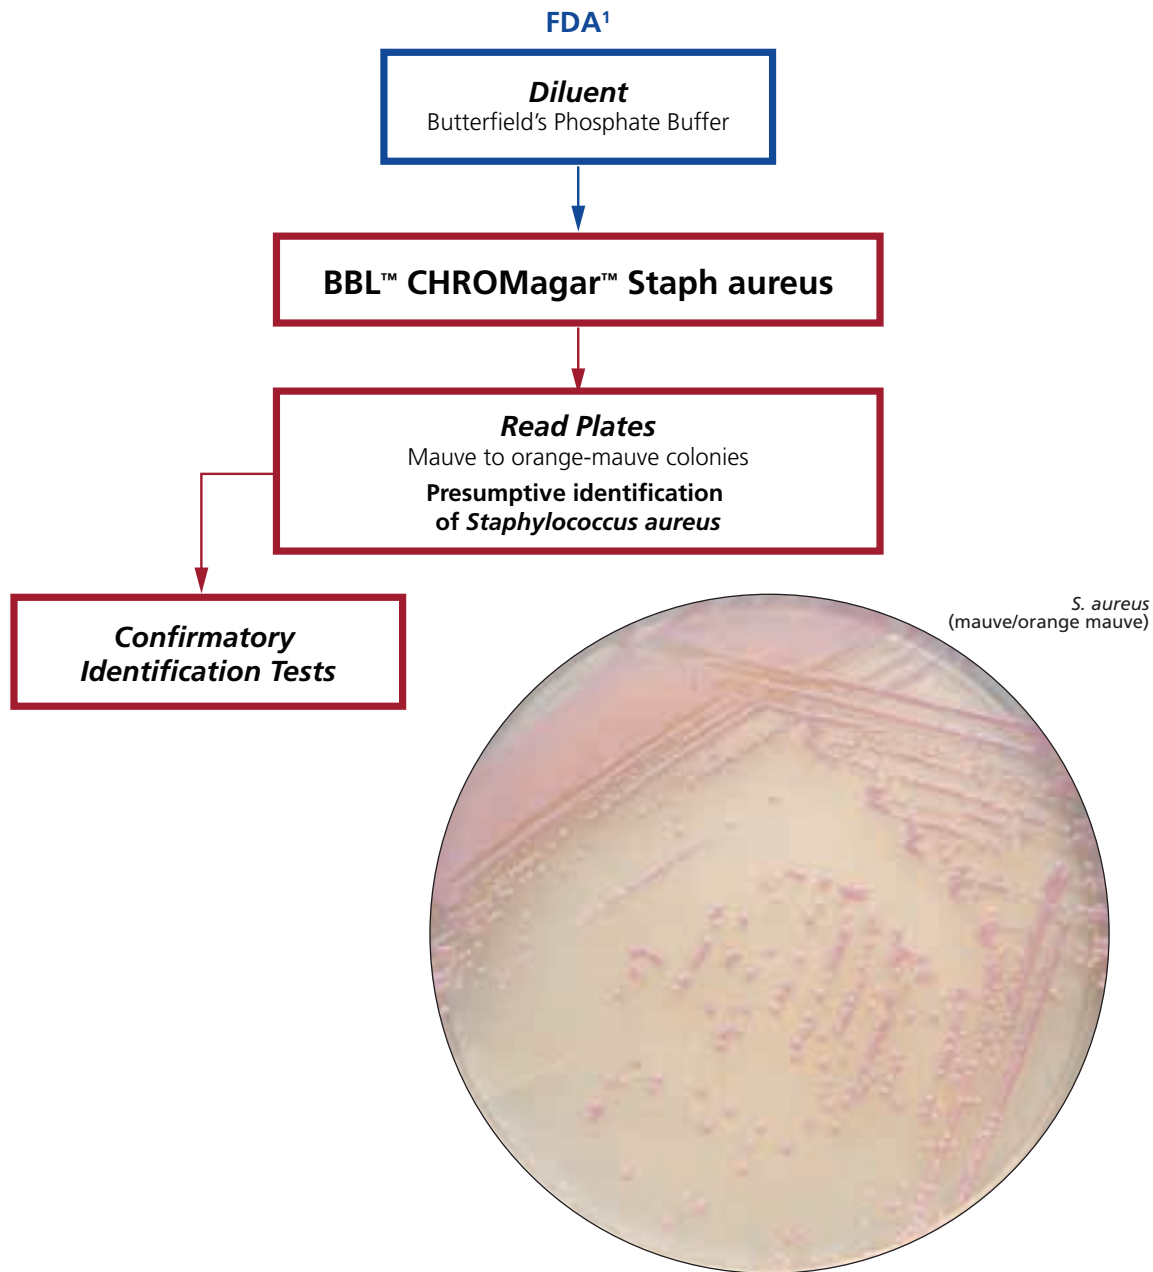 FDA¹
Diluent
Butterfield's Phosphate Buffer
BBL™ CHROMagar™ Staph aureus
Read Plates
Mauve to orange-mauve colonies
Presumptive identification
of Staphylococcus aureus
Confirmatory
Identification Tests
S. aureus
(mauve/orange mauve)